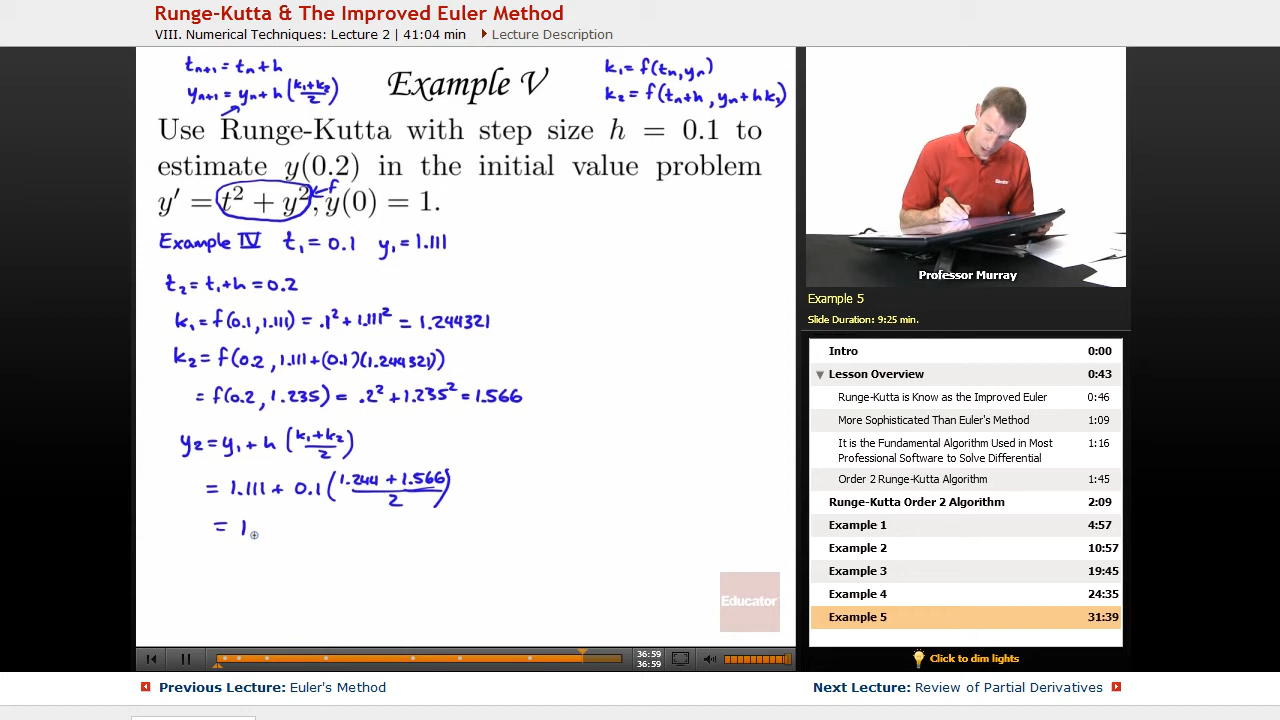 Runge-Kutta & The Improved Euler Method
VIII. Numerical Techniques: Lecture 2 | 41:04 min Lecture Description
tₙ₊₁ = tₙ + h
yₙ₊₁ = yₙ + h (k₁+k₂/2)
Example V
k₁ = f(tₙ, yₙ)
k₂ = f(tₙ+h, yₙ+hk₁)
Use Runge-Kutta with step size h = 0.1 to
estimate y(0.2) in the initial value problem
y′ = t² + y², y(0) = 1.
f
Example IV t₁ = 0.1 y₁ = 1.111
t₂ = t₁+h = 0.2
k₁ = f(0.1, 1.111) = .1² + 1.111² = 1.244321
k₂ = f(0.2, 1.111+(0.1)(1.244321))
= f(0.2, 1.235) = .2² + 1.235² = 1.566
y₂ = y₁ + h (k₁+k₂/2)
= 1.111 + 0.1 (1.244 + 1.566/2)
= 1
Educator
Professor Murray
Example 5
Slide Duration: 9:25 min.
Intro 0:00
Lesson Overview 0:43
Runge-Kutta is Know as the Improved Euler 0:46
More Sophisticated Than Euler's Method 1:09
It is the Fundamental Algorithm Used in Most 1:16
Professional Software to Solve Differential
Order 2 Runge-Kutta Algorithm 1:45
Runge-Kutta Order 2 Algorithm 2:09
Example 1 4:57
Example 2 10:57
Example 3 19:45
Example 4 24:35
Example 5 31:39
36:59
36:59
Click to dim lights
Previous Lecture: Euler's Method
Next Lecture: Review of Partial Derivatives